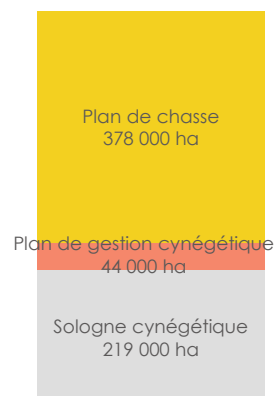 Plan de chasse
378 000 ha
Plan de gestion cynégétique
44 000 ha
Sologne cynégétique
219 000 ha